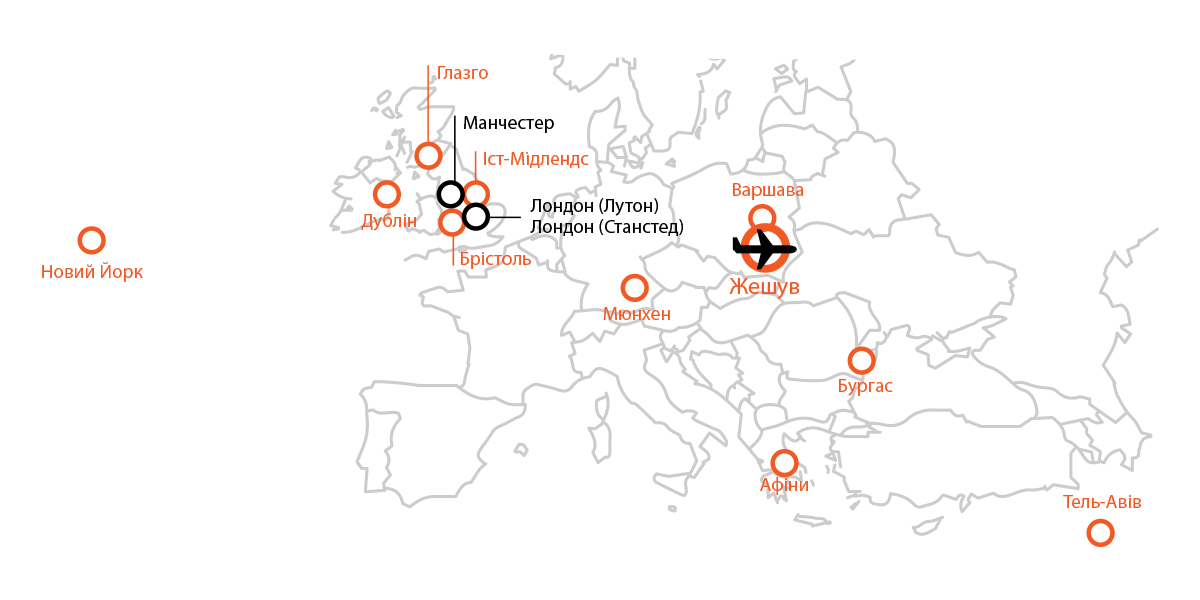 Глазго
Манчестер
Іст-Мідлендс
Варшава
Лондон (Лутон)
Лондон (Станстед)
Дублін
Брістоль
Новий Йорк
Жешув
Мюнхен
Бургас
Афіни
Тель-Авів